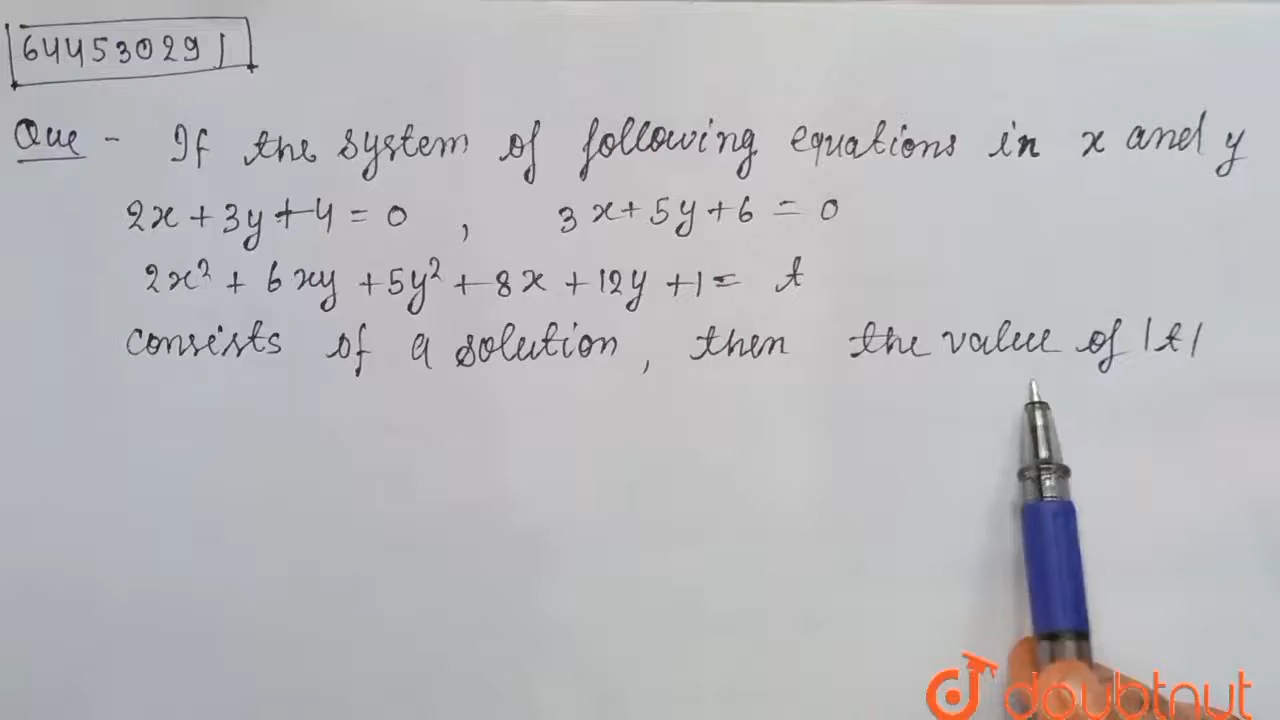 644530291
Que - If the system of following equations in x and y
2x + 3y + 4 = 0 , 3x + 5y + 6 = 0
2x² + 6xy + 5y² + 8x + 12y + 1 = t
consists of a solution, then the value of |t|
doubtnut